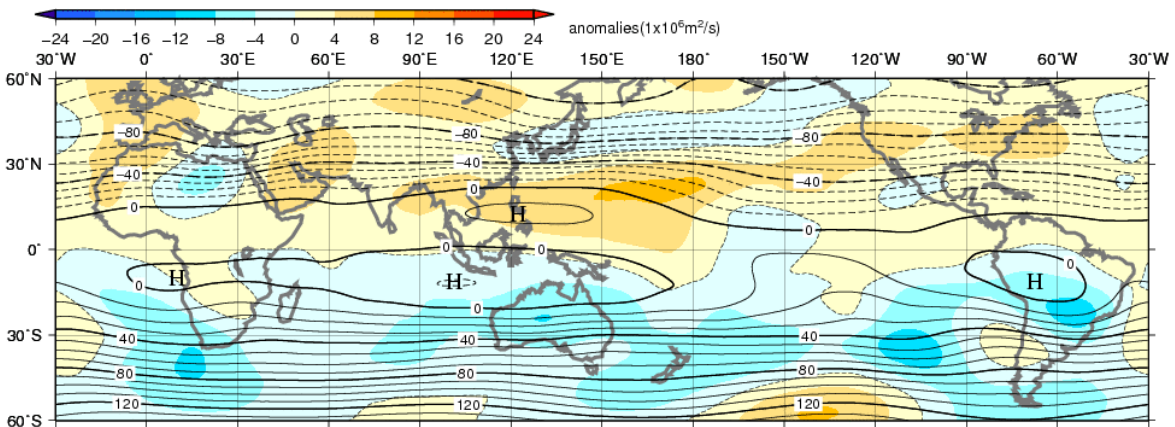 −24 −20 −16 −12 −8 −4 0 4 8 12 16 20 24
anomalies(1x10⁶m²/s)
30°W 0° 30°E 60°E 90°E 120°E 150°E 180° 150°W 120°W 90°W 60°W 30°W
60°N
−80 −80 −80
30°N
−40 −40 −40
0 0 H 0
0°
0 0 0
H 0 H 0 H
30°S
40 40 40
80 80 80
120 120 120
60°S